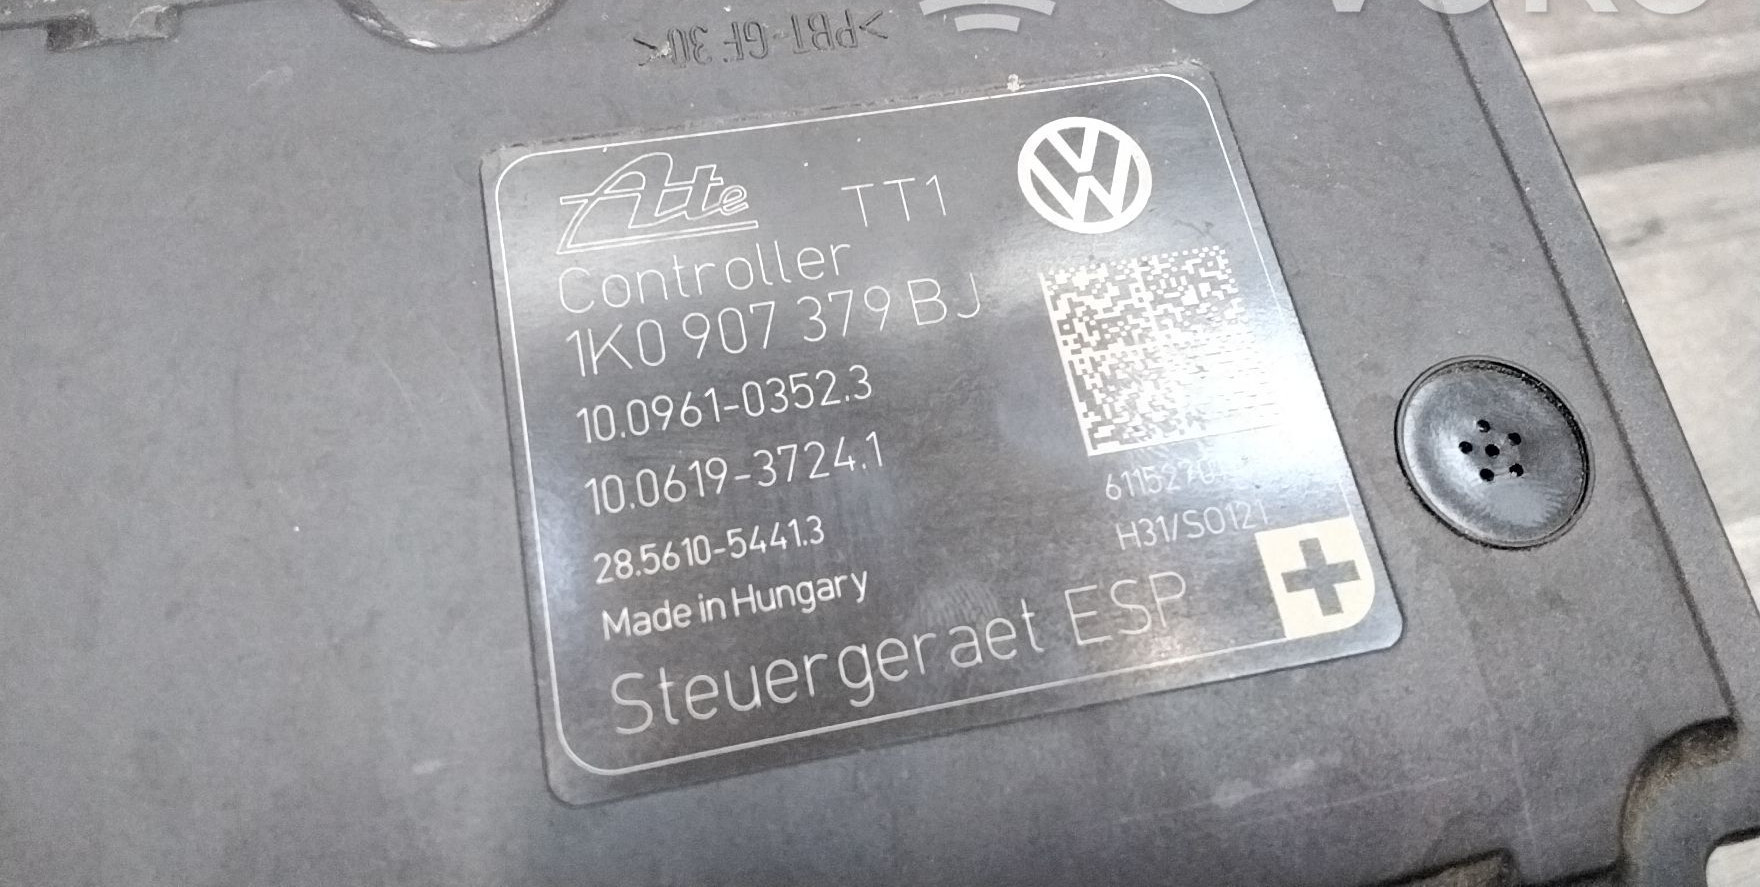 >PBT-GF 30<
Ate TT1
Controller
1K0 907 379 BJ
10.0961-0352.3
10.0619-3724.1
28.5610-5441.3
Made in Hungary
H31/S0121
Steuergeraet ESP